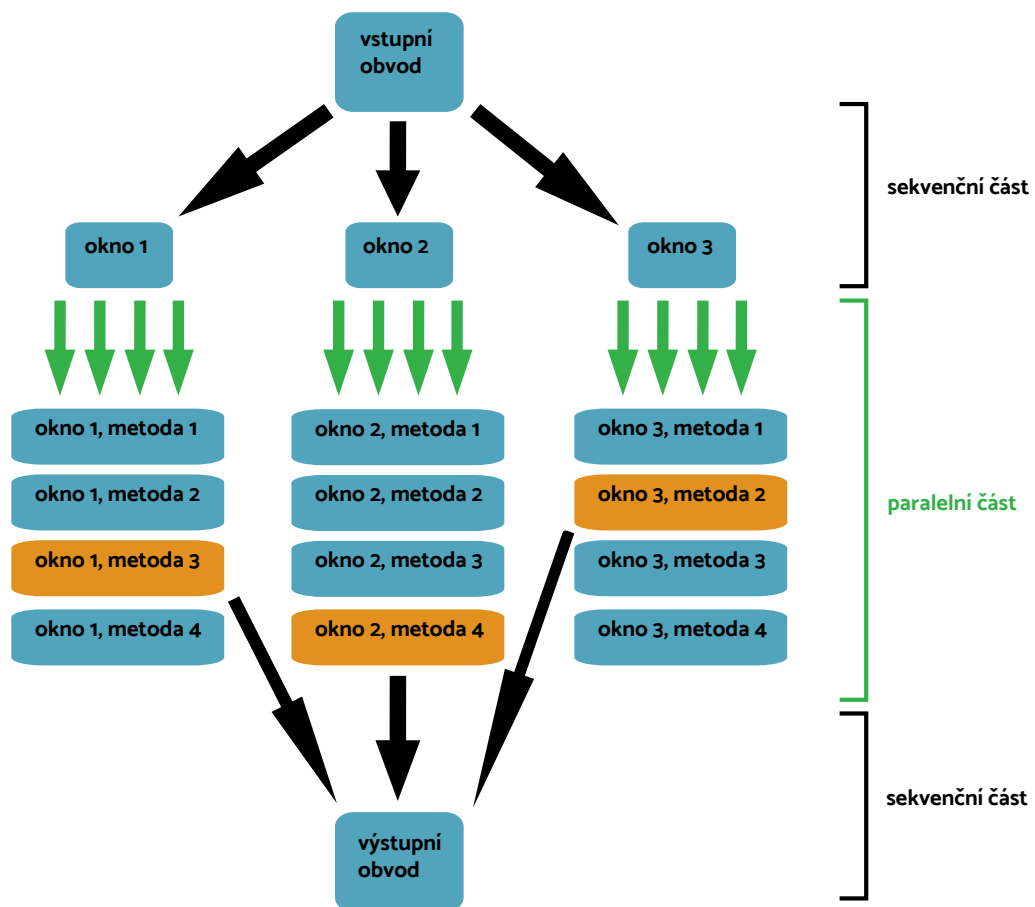 vstupní
obvod
sekvenční část
okno 1
okno 2
okno 3
okno 1, metoda 1
okno 2, metoda 1
okno 3, metoda 1
okno 1, metoda 2
okno 2, metoda 2
okno 3, metoda 2
paralelní část
okno 1, metoda 3
okno 2, metoda 3
okno 3, metoda 3
okno 1, metoda 4
okno 2, metoda 4
okno 3, metoda 4
sekvenční část
výstupní
obvod